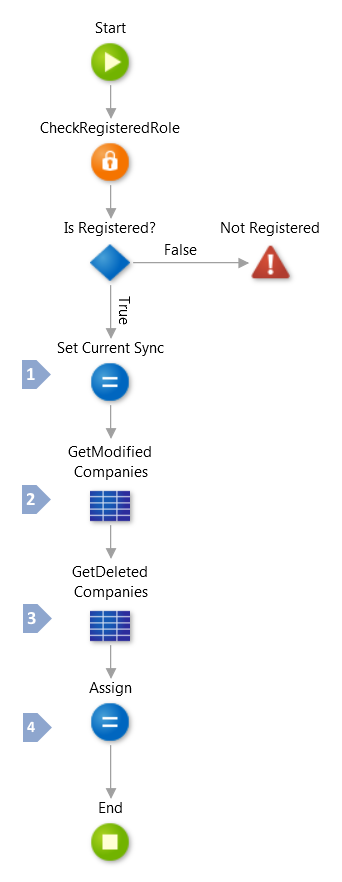 Start
CheckRegisteredRole
Is Registered?
False
Not Registered
True
Set Current Sync
1
GetModified
Companies
2
GetDeleted
Companies
3
Assign
4
End